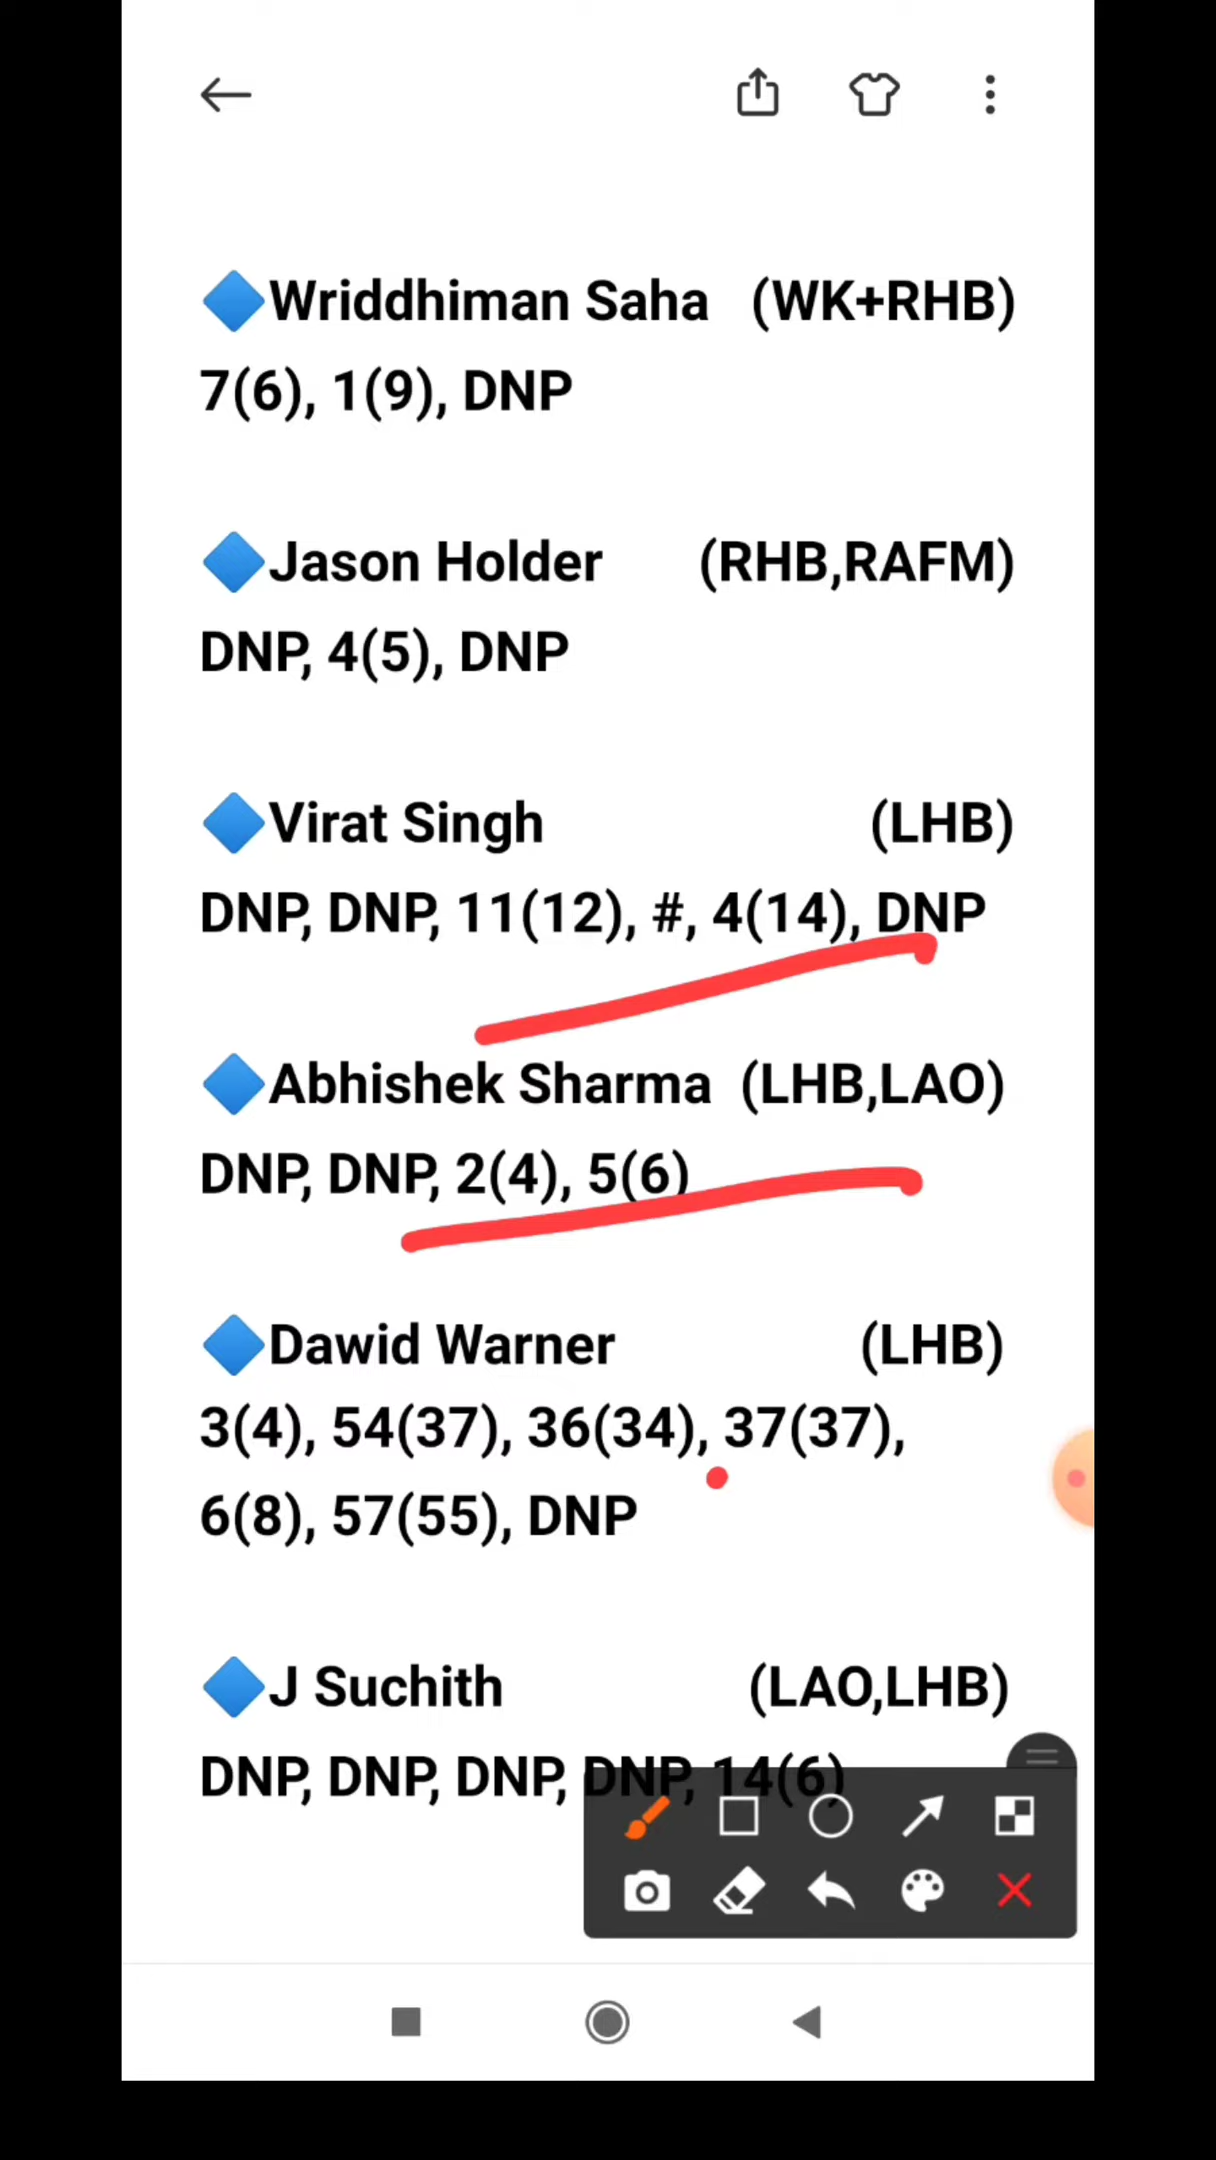 Wriddhiman Saha (WK+RHB)
7(6), 1(9), DNP
Jason Holder (RHB,RAFM)
DNP, 4(5), DNP
Virat Singh (LHB)
DNP, DNP, 11(12), #, 4(14), DNP
Abhishek Sharma (LHB,LAO)
DNP, DNP, 2(4), 5(6)
Dawid Warner (LHB)
3(4), 54(37), 36(34), 37(37),
6(8), 57(55), DNP
J Suchith (LAO,LHB)
DNP, DNP, DNP, DNP, 14(6)